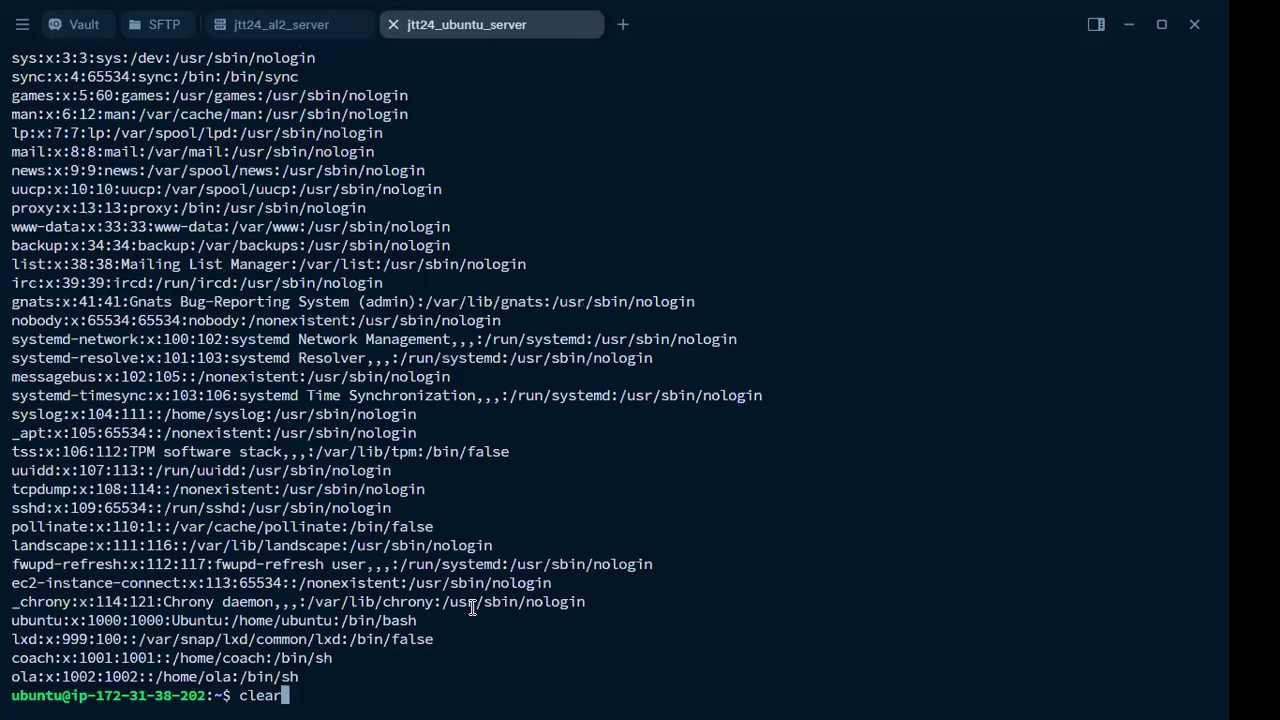 Vault SFTP jtt24_al2_server jtt24_ubuntu_server
sys:x:3:3:sys:/dev:/usr/sbin/nologin
sync:x:4:65534:sync:/bin:/bin/sync
games:x:5:60:games:/usr/games:/usr/sbin/nologin
man:x:6:12:man:/var/cache/man:/usr/sbin/nologin
lp:x:7:7:lp:/var/spool/lpd:/usr/sbin/nologin
mail:x:8:8:mail:/var/mail:/usr/sbin/nologin
news:x:9:9:news:/var/spool/news:/usr/sbin/nologin
uucp:x:10:10:uucp:/var/spool/uucp:/usr/sbin/nologin
proxy:x:13:13:proxy:/bin:/usr/sbin/nologin
www-data:x:33:33:www-data:/var/www:/usr/sbin/nologin
backup:x:34:34:backup:/var/backups:/usr/sbin/nologin
list:x:38:38:Mailing List Manager:/var/list:/usr/sbin/nologin
irc:x:39:39:ircd:/run/ircd:/usr/sbin/nologin
gnats:x:41:41:Gnats Bug-Reporting System (admin):/var/lib/gnats:/usr/sbin/nologin
nobody:x:65534:65534:nobody:/nonexistent:/usr/sbin/nologin
systemd-network:x:100:102:systemd Network Management,,,:/run/systemd:/usr/sbin/nologin
systemd-resolve:x:101:103:systemd Resolver,,,:/run/systemd:/usr/sbin/nologin
messagebus:x:102:105::/nonexistent:/usr/sbin/nologin
systemd-timesync:x:103:106:systemd Time Synchronization,,,:/run/systemd:/usr/sbin/nologin
syslog:x:104:111::/home/syslog:/usr/sbin/nologin
_apt:x:105:65534::/nonexistent:/usr/sbin/nologin
tss:x:106:112:TPM software stack,,,:/var/lib/tpm:/bin/false
uuidd:x:107:113::/run/uuidd:/usr/sbin/nologin
tcpdump:x:108:114::/nonexistent:/usr/sbin/nologin
sshd:x:109:65534::/run/sshd:/usr/sbin/nologin
pollinate:x:110:1::/var/cache/pollinate:/bin/false
landscape:x:111:116::/var/lib/landscape:/usr/sbin/nologin
fwupd-refresh:x:112:117:fwupd-refresh user,,,:/run/systemd:/usr/sbin/nologin
ec2-instance-connect:x:113:65534::/nonexistent:/usr/sbin/nologin
_chrony:x:114:121:Chrony daemon,,,:/var/lib/chrony:/usr/sbin/nologin
ubuntu:x:1000:1000:Ubuntu:/home/ubuntu:/bin/bash
lxd:x:999:100::/var/snap/lxd/common/lxd:/bin/false
coach:x:1001:1001::/home/coach:/bin/sh
ola:x:1002:1002::/home/ola:/bin/sh
ubuntu@ip-172-31-38-202:~$ clear